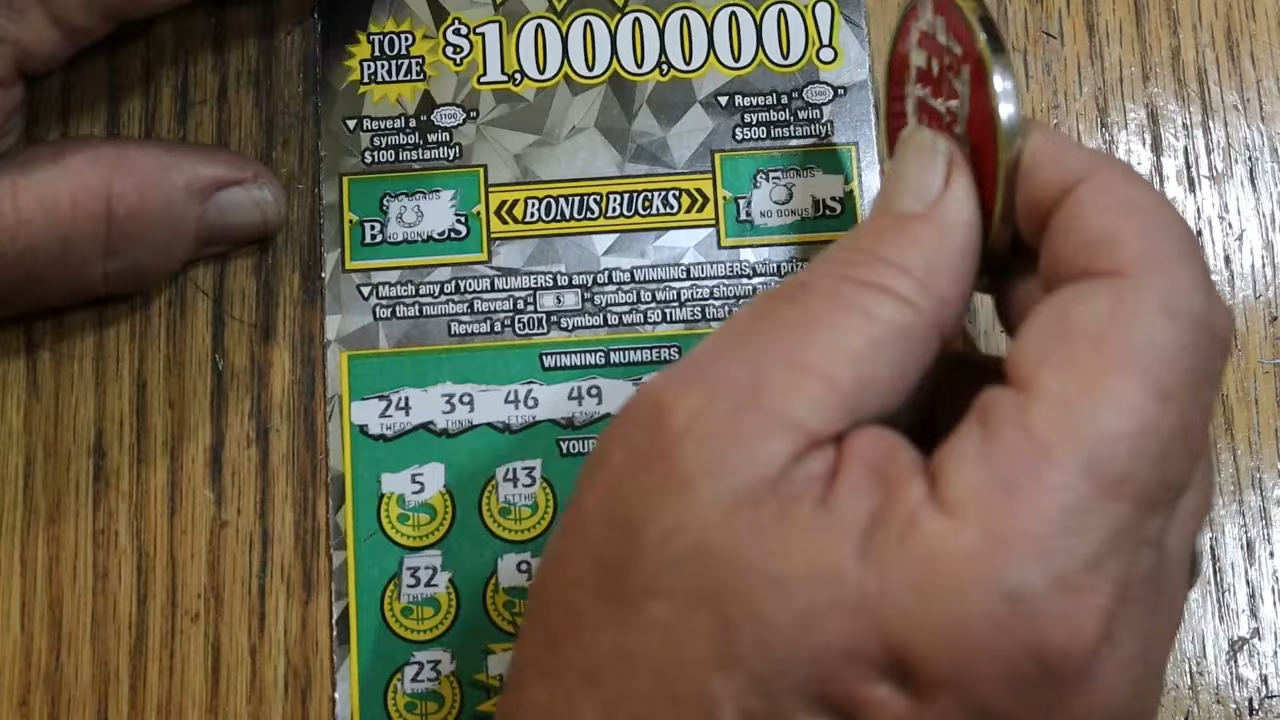 TOP
PRIZE
$1,000,000!
▼ Reveal a "$100"
symbol, win
$100 instantly!
▼ Reveal a "$500"
symbol, win
$500 instantly!
BONUS
NO BONUS
BONUS BUCKS
BONUS
NO BONUS
▼ Match any of YOUR NUMBERS to any of the WINNING NUMBERS, win
for that number. Reveal a "$" symbol to win prize shown
Reveal a "50X" symbol to win 50 TIMES
WINNING NUMBERS
24 39 46 49
YOUR
5 43
32 9
23